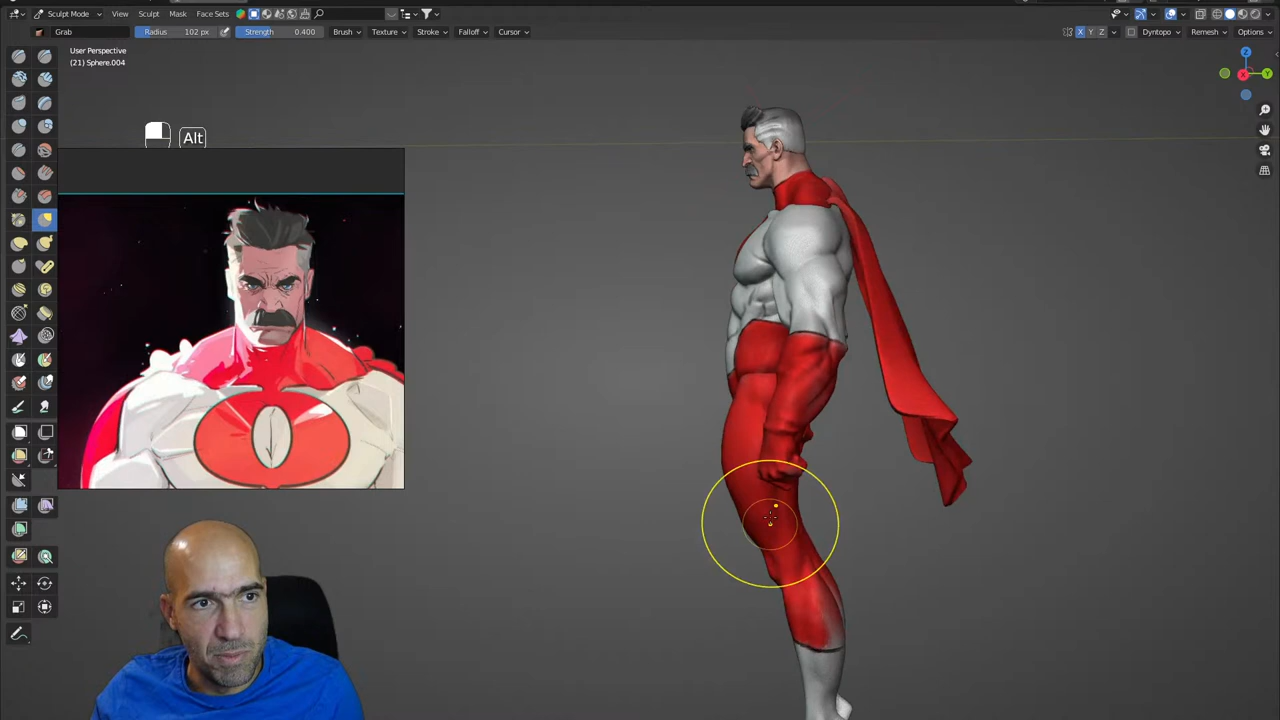 Sculpt Mode View Sculpt Mask Face Sets
Grab Radius 102 px Strength 0.400 Brush Texture Stroke Falloff Cursor X Y Z Dyntopo Remesh Options
User Perspective
(21) Sphere.004
Alt
Z
Y
X